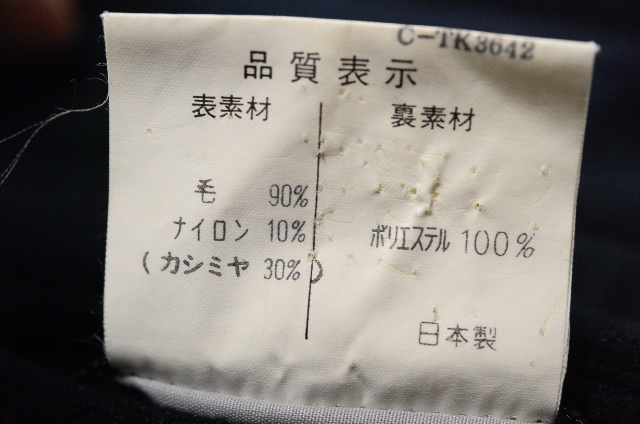 C-TK3642
品質表示
表素材
毛 90%
ナイロン 10%
(カシミヤ 30%)
裏素材
ポリエステル 100%
日本製